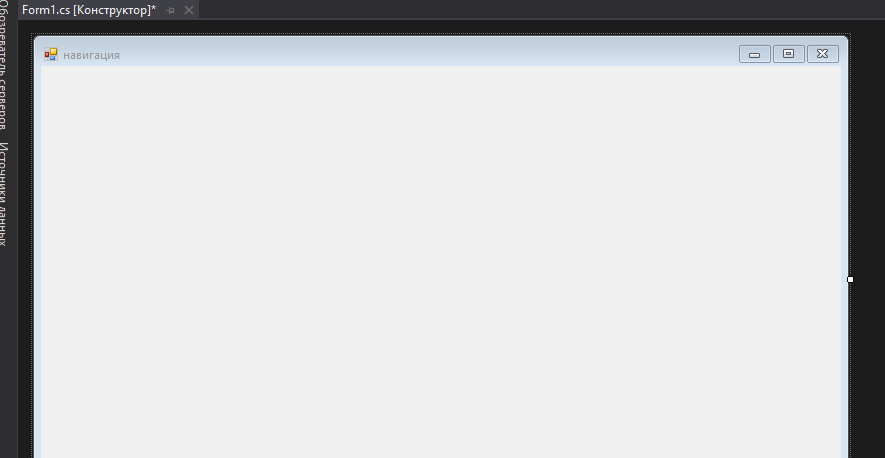 Form1.cs [Конструктор]*
Обозреватель серверов
Источники данных
навигация